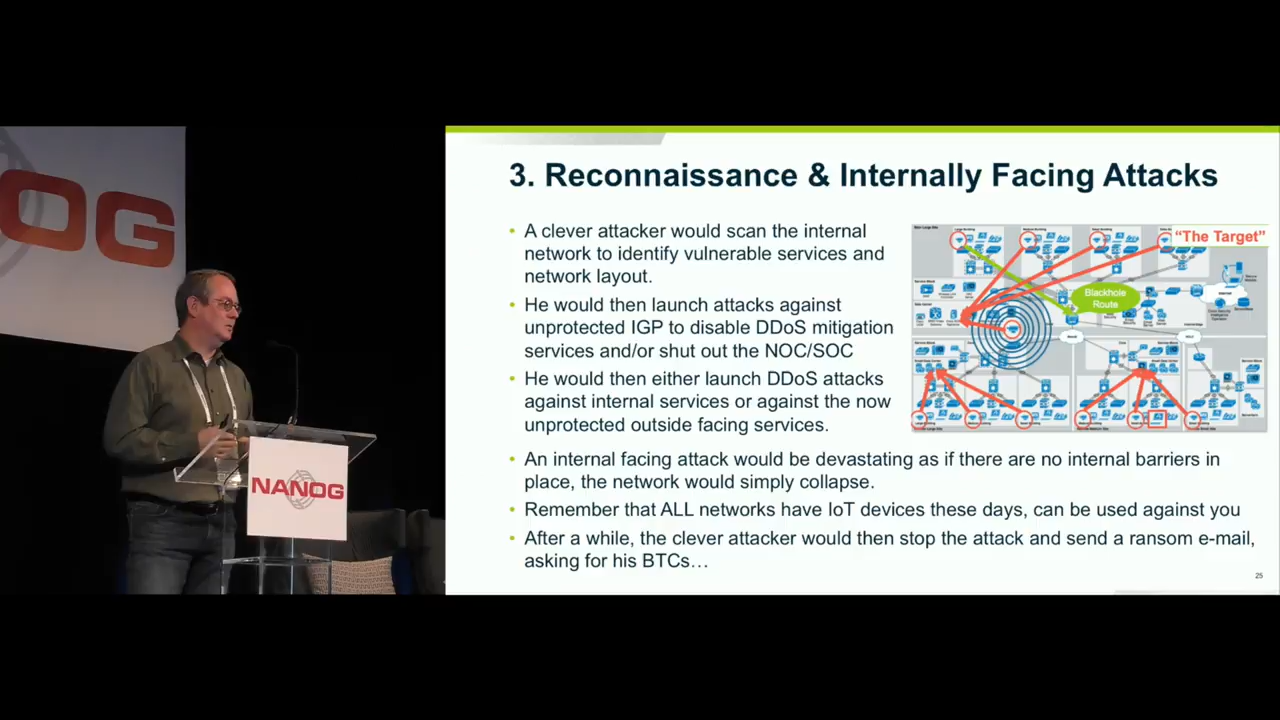 OG
NANOG
3. Reconnaissance & Internally Facing Attacks
• A clever attacker would scan the internal
network to identify vulnerable services and
network layout.
• He would then launch attacks against
unprotected IGP to disable DDoS mitigation
services and/or shut out the NOC/SOC
• He would then either launch DDoS attacks
against internal services or against the now
unprotected outside facing services.
"The Target"
Blackhole
Route
• An internal facing attack would be devastating as if there are no internal barriers in
place, the network would simply collapse.
• Remember that ALL networks have IoT devices these days, can be used against you
• After a while, the clever attacker would then stop the attack and send a ransom e-mail,
asking for his BTCs…
25